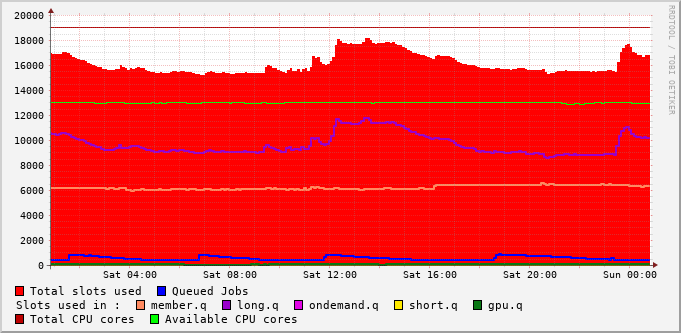 RRDTOOL / TOBI OETIKER
20000
18000
16000
14000
12000
10000
8000
6000
4000
2000
0
Sat 04:00 Sat 08:00 Sat 12:00 Sat 16:00 Sat 20:00 Sun 00:00
Total slots used Queued Jobs
Slots used in : member.q long.q ondemand.q short.q gpu.q
Total CPU cores Available CPU cores